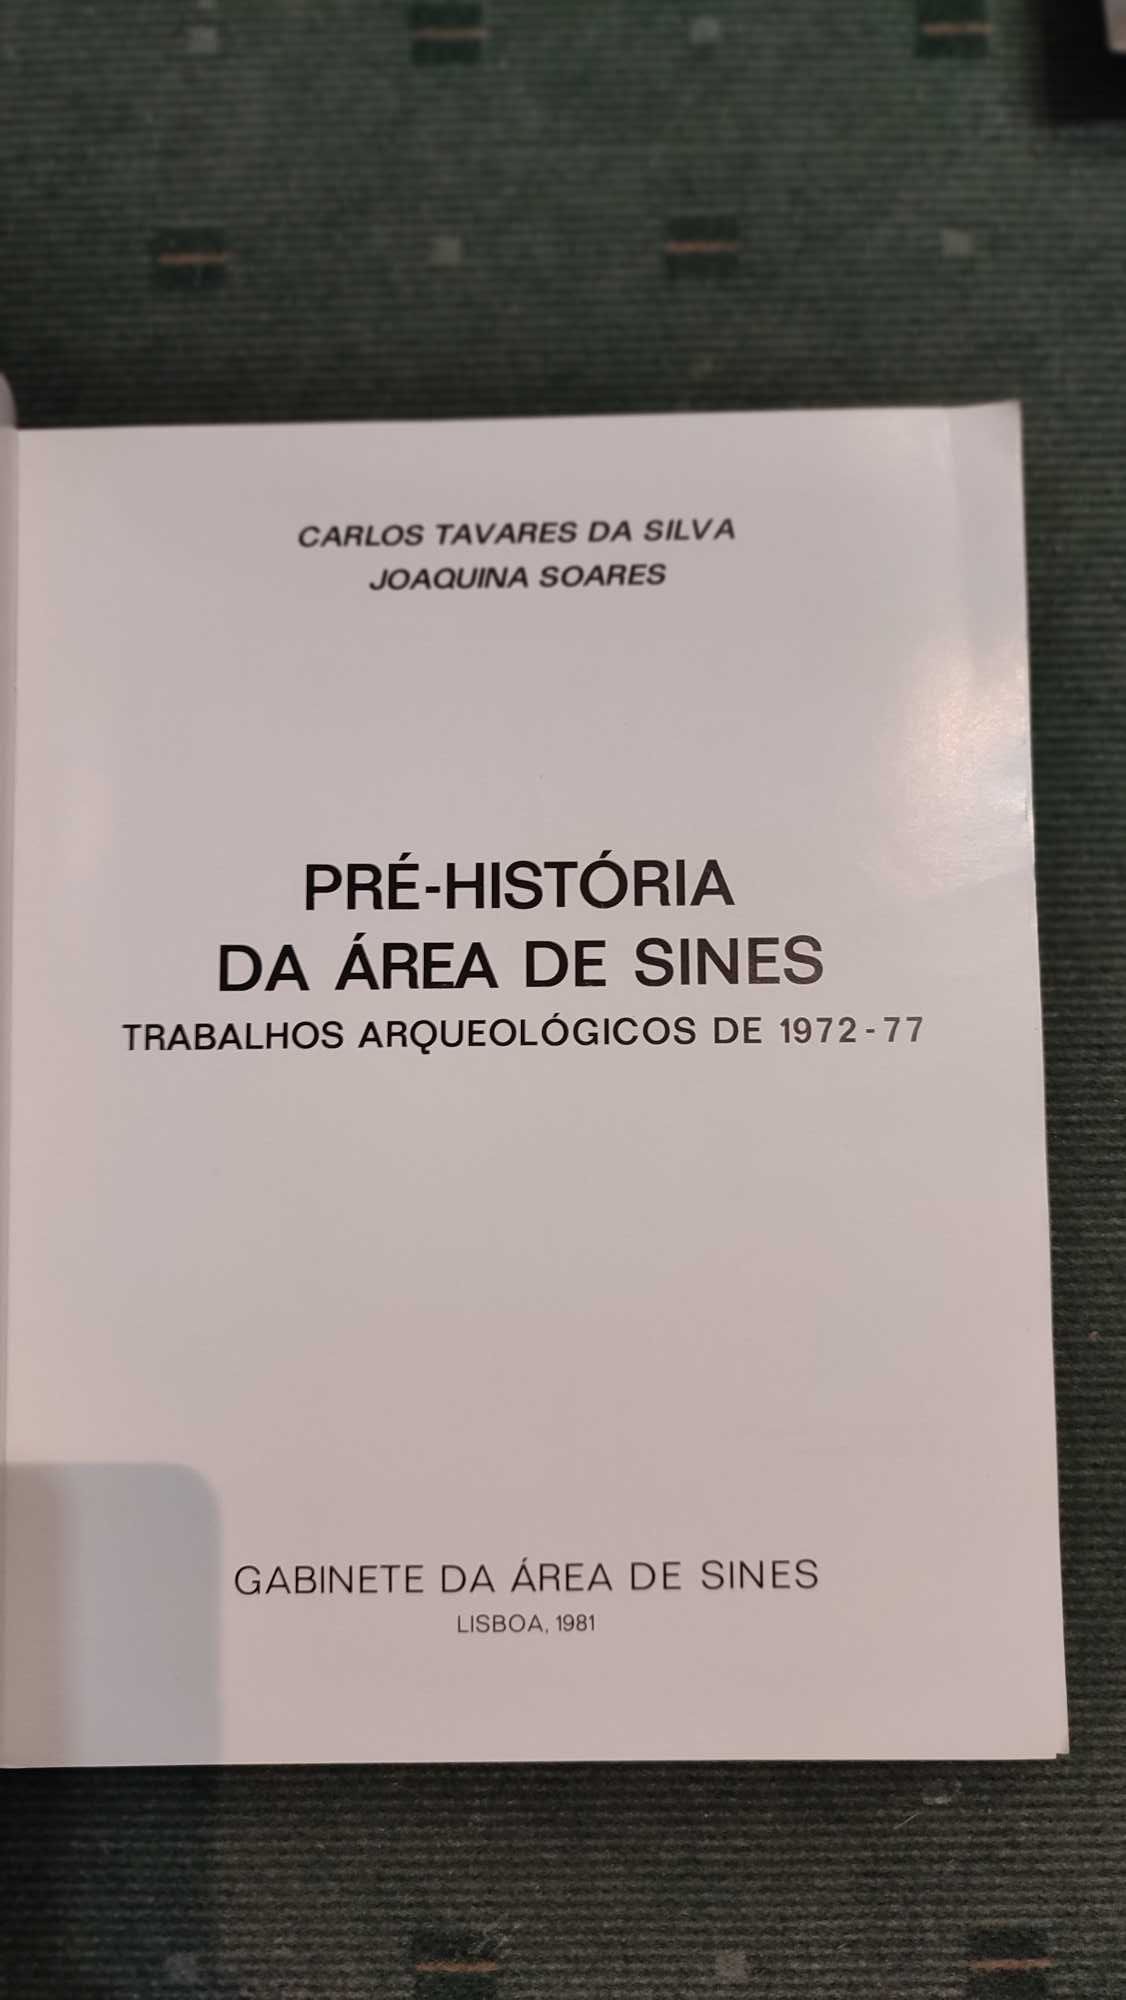 CARLOS TAVARES DA SILVA
JOAQUINA SOARES
PRÉ-HISTÓRIA
DA ÁREA DE SINES
TRABALHOS ARQUEOLÓGICOS DE 1972-77
GABINETE DA ÁREA DE SINES
LISBOA, 1981